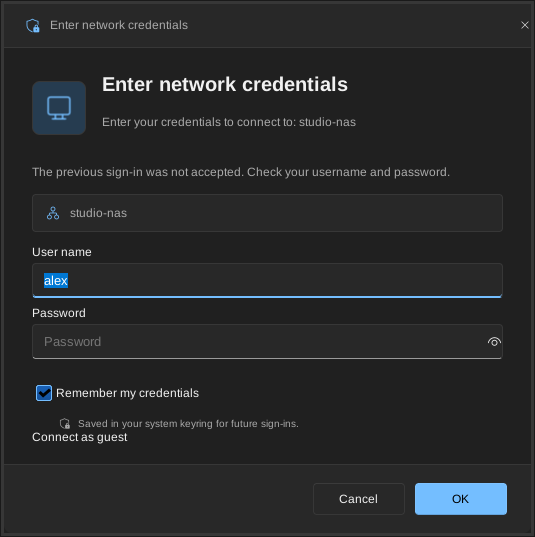 Enter network credentials
Enter network credentials
Enter your credentials to connect to: studio-nas
The previous sign-in was not accepted. Check your username and password.
studio-nas
User name
alex
Password
Password
Remember my credentials
Saved in your system keyring for future sign-ins.
Connect as guest
Cancel OK